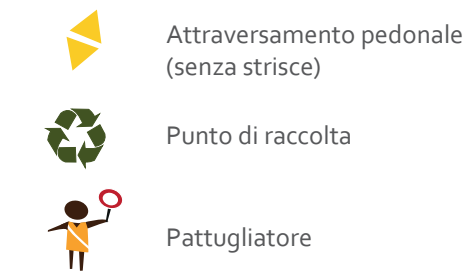 Attraversamento pedonale
(senza strisce)
Punto di raccolta
Pattugliatore